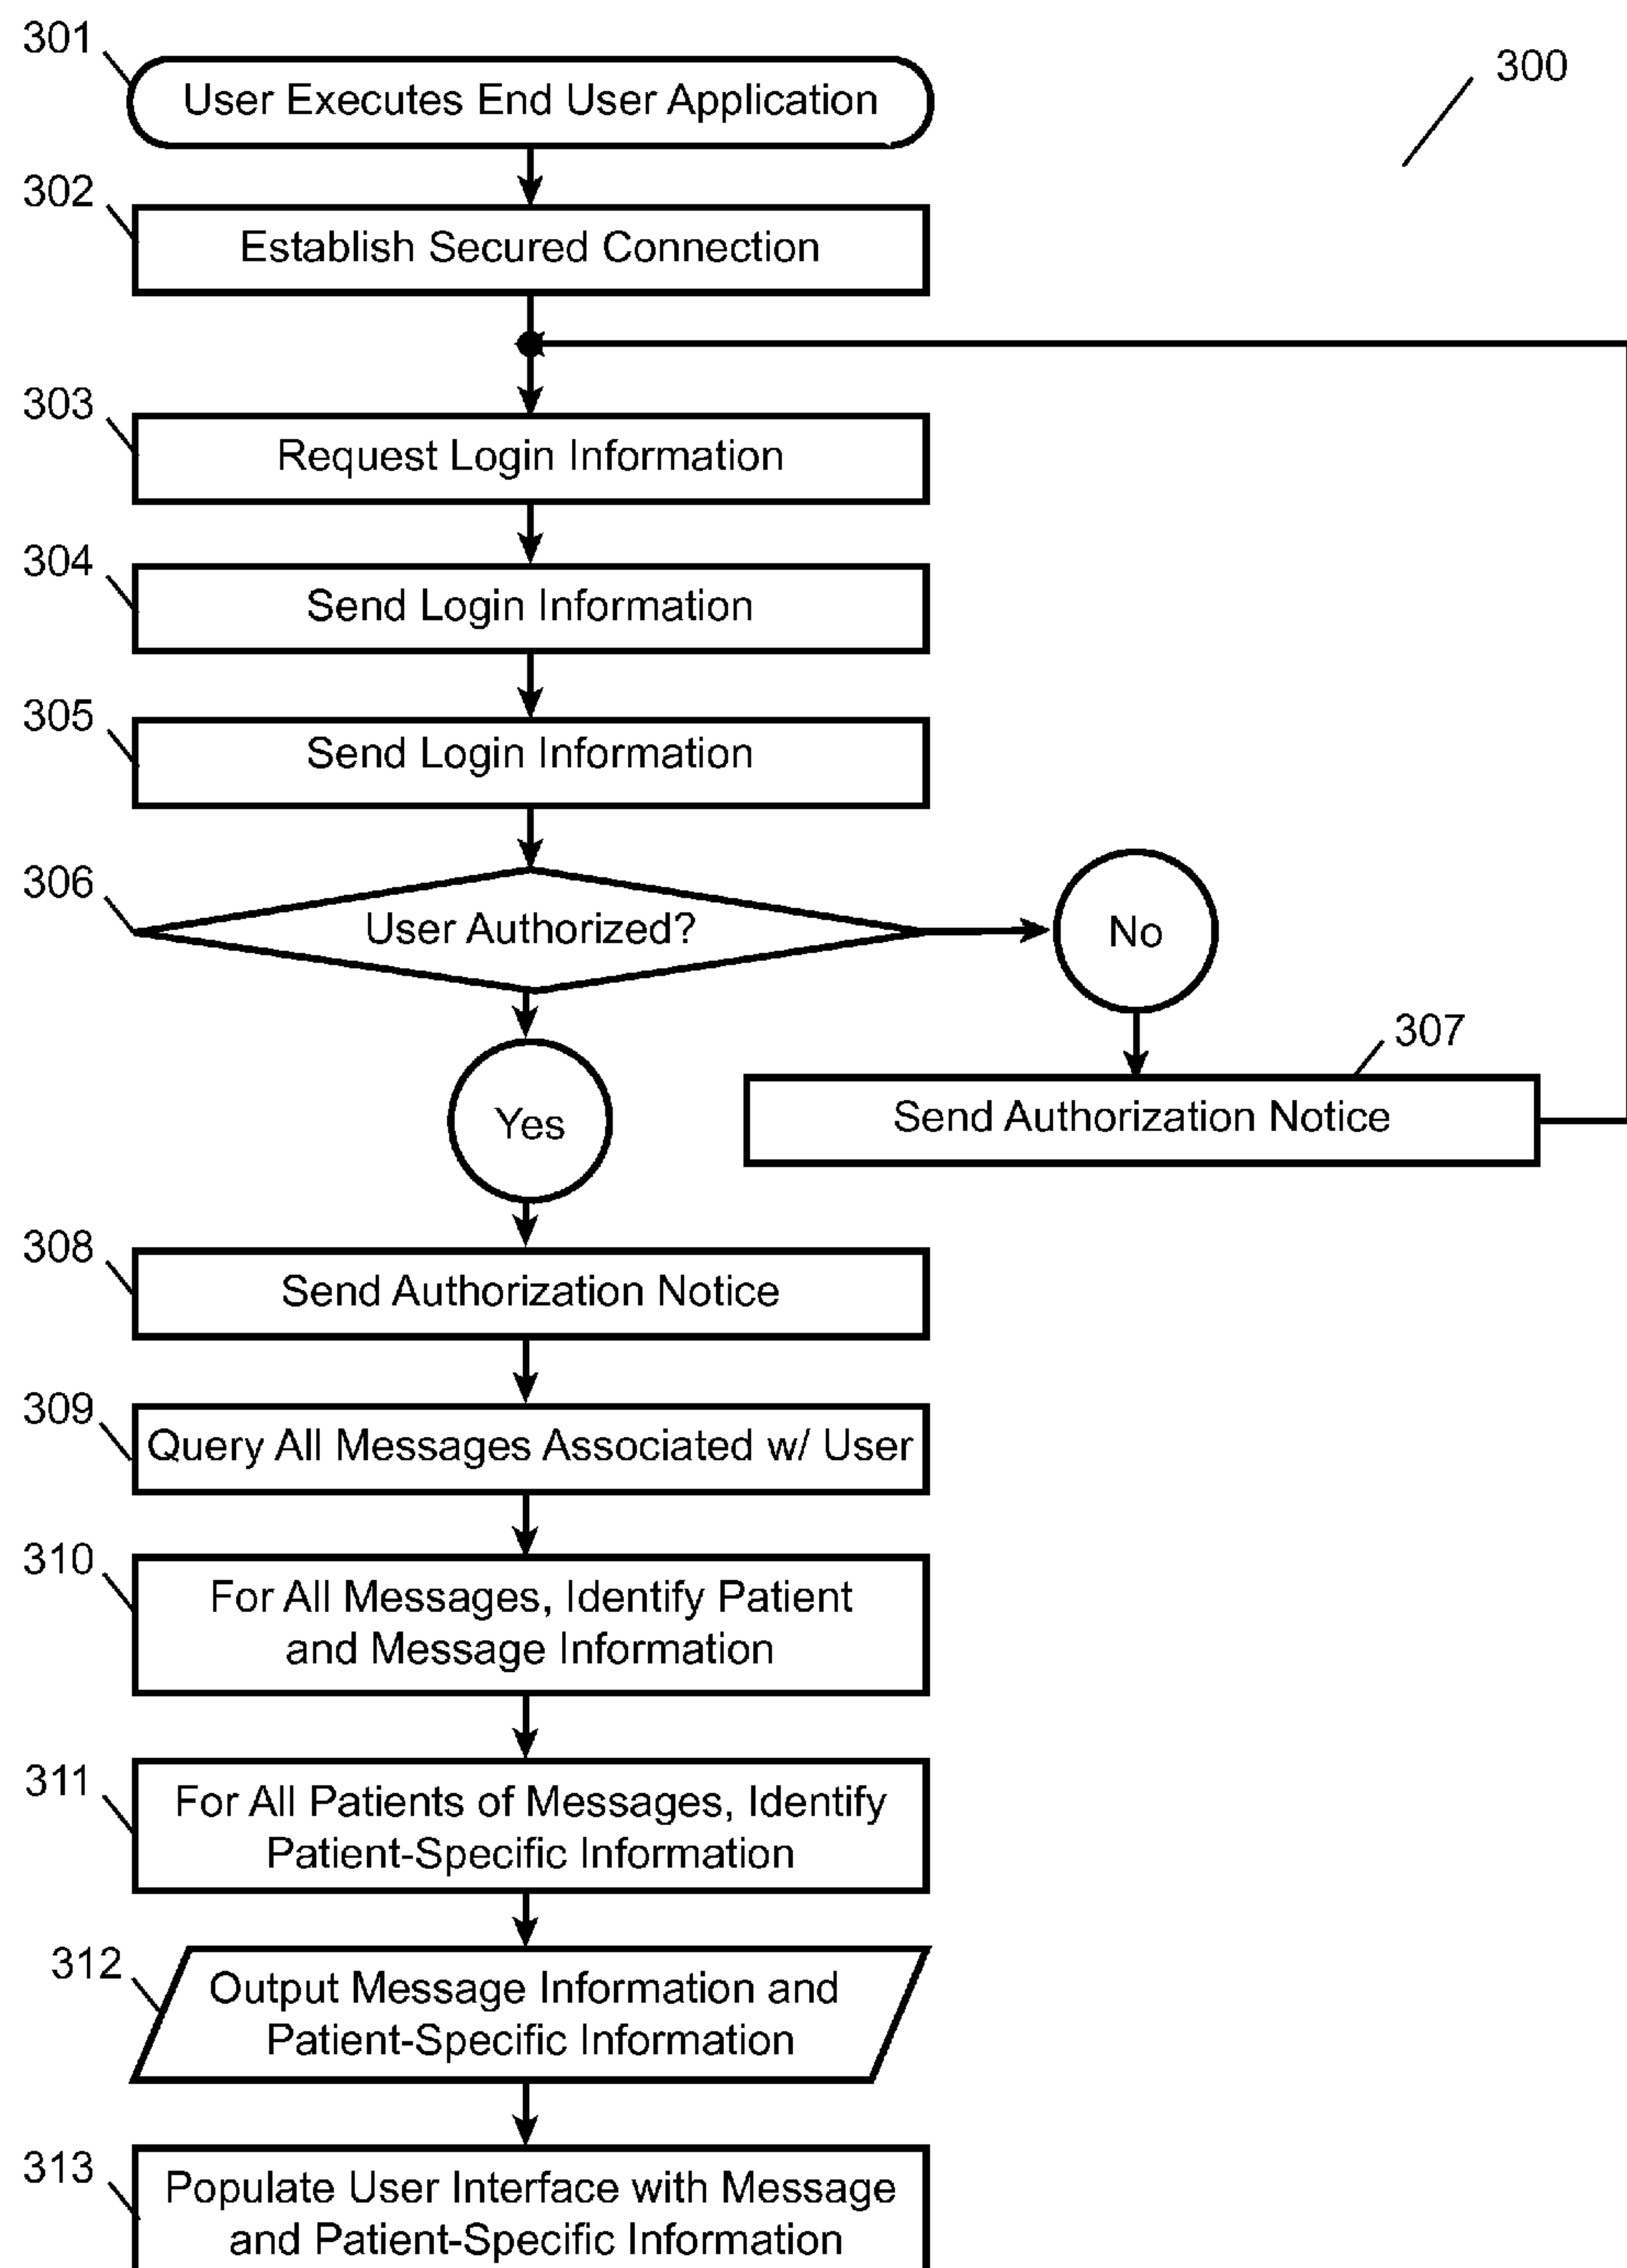 301
User Executes End User Application
300
302
Establish Secured Connection
303
Request Login Information
304
Send Login Information
305
Send Login Information
306
User Authorized?
No
307
Yes
Send Authorization Notice
308
Send Authorization Notice
309
Query All Messages Associated w/ User
310
For All Messages, Identify Patient
and Message Information
311
For All Patients of Messages, Identify
Patient-Specific Information
312
Output Message Information and
Patient-Specific Information
313
Populate User Interface with Message
and Patient-Specific Information